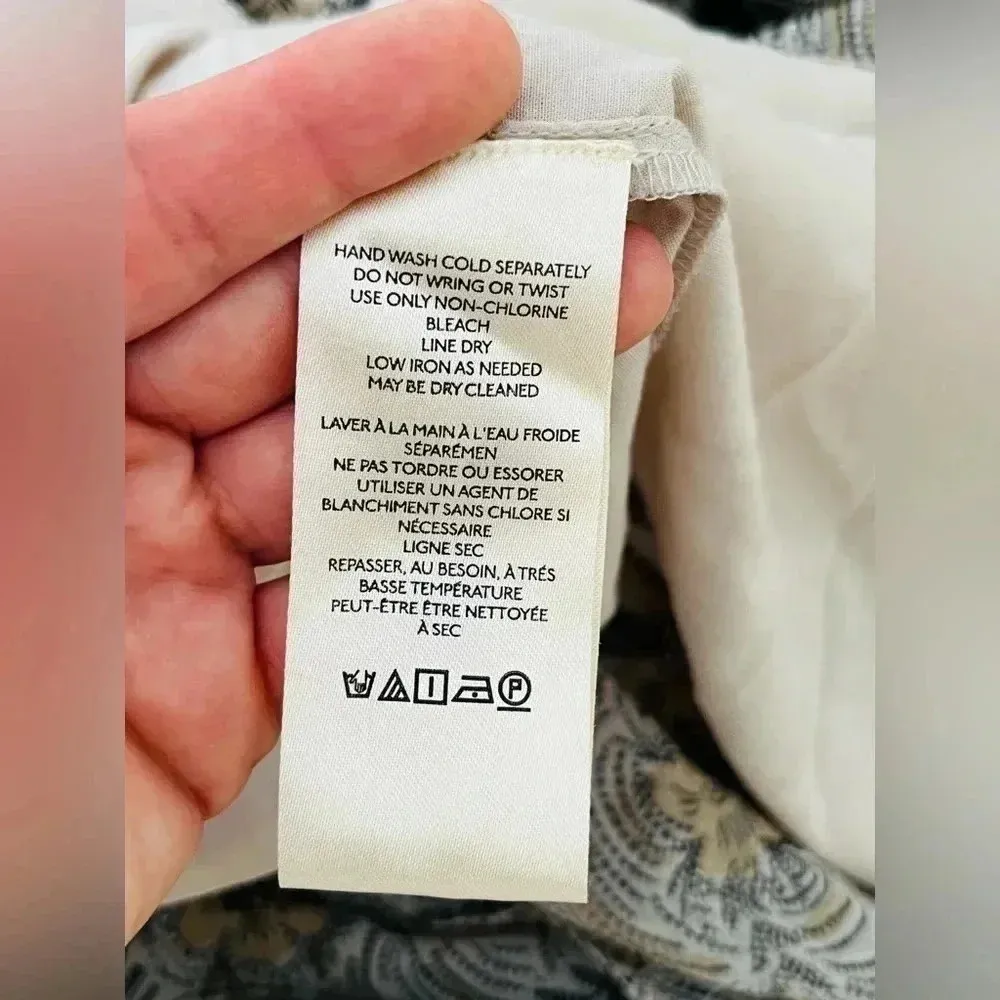 HAND WASH COLD SEPARATELY
DO NOT WRING OR TWIST
USE ONLY NON-CHLORINE
BLEACH
LINE DRY
LOW IRON AS NEEDED
MAY BE DRY CLEANED
LAVER À LA MAIN À L'EAU FROIDE
SÉPARÉMEN
NE PAS TORDRE OU ESSORER
UTILISER UN AGENT DE
BLANCHIMENT SANS CHLORE SI
NÉCESSAIRE
LIGNE SEC
REPASSER, AU BESOIN, À TRÉS
BASSE TEMPÉRATURE
PEUT-ÊTRE ÊTRE NETTOYÉE
À SEC
P